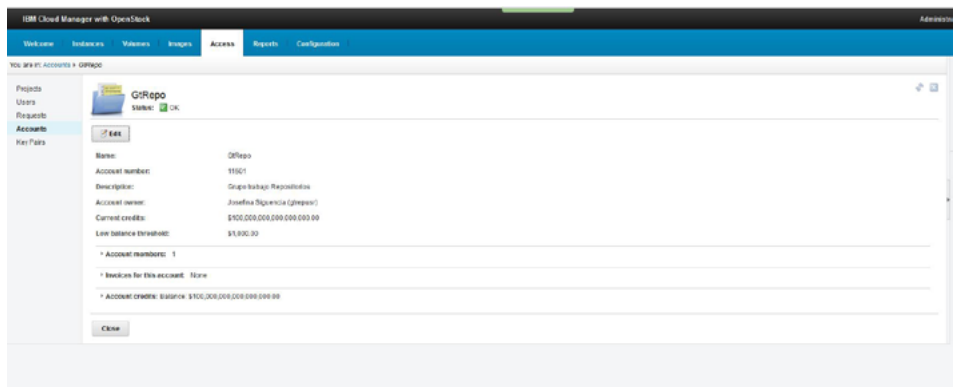 IBM Cloud Manager with OpenStack
Administra
Welcome Instances Volumes Images Access Reports Configuration
You are in: Accounts > GtRepo
Projects
Users
Requests
Accounts
Key Pairs
GtRepo
Status: OK
Edit
Name: GtRepo
Account number: 11501
Description: Grupo trabajo Repositorios
Account owner: Josefina Siguencia
Current credits: $100,000,000,000,000,000.00
Low balance threshold: $1,000.00
Account members: 1
Invoices for this account: None
Account credits: Balance: $100,000,000,000,000,000.00
Close